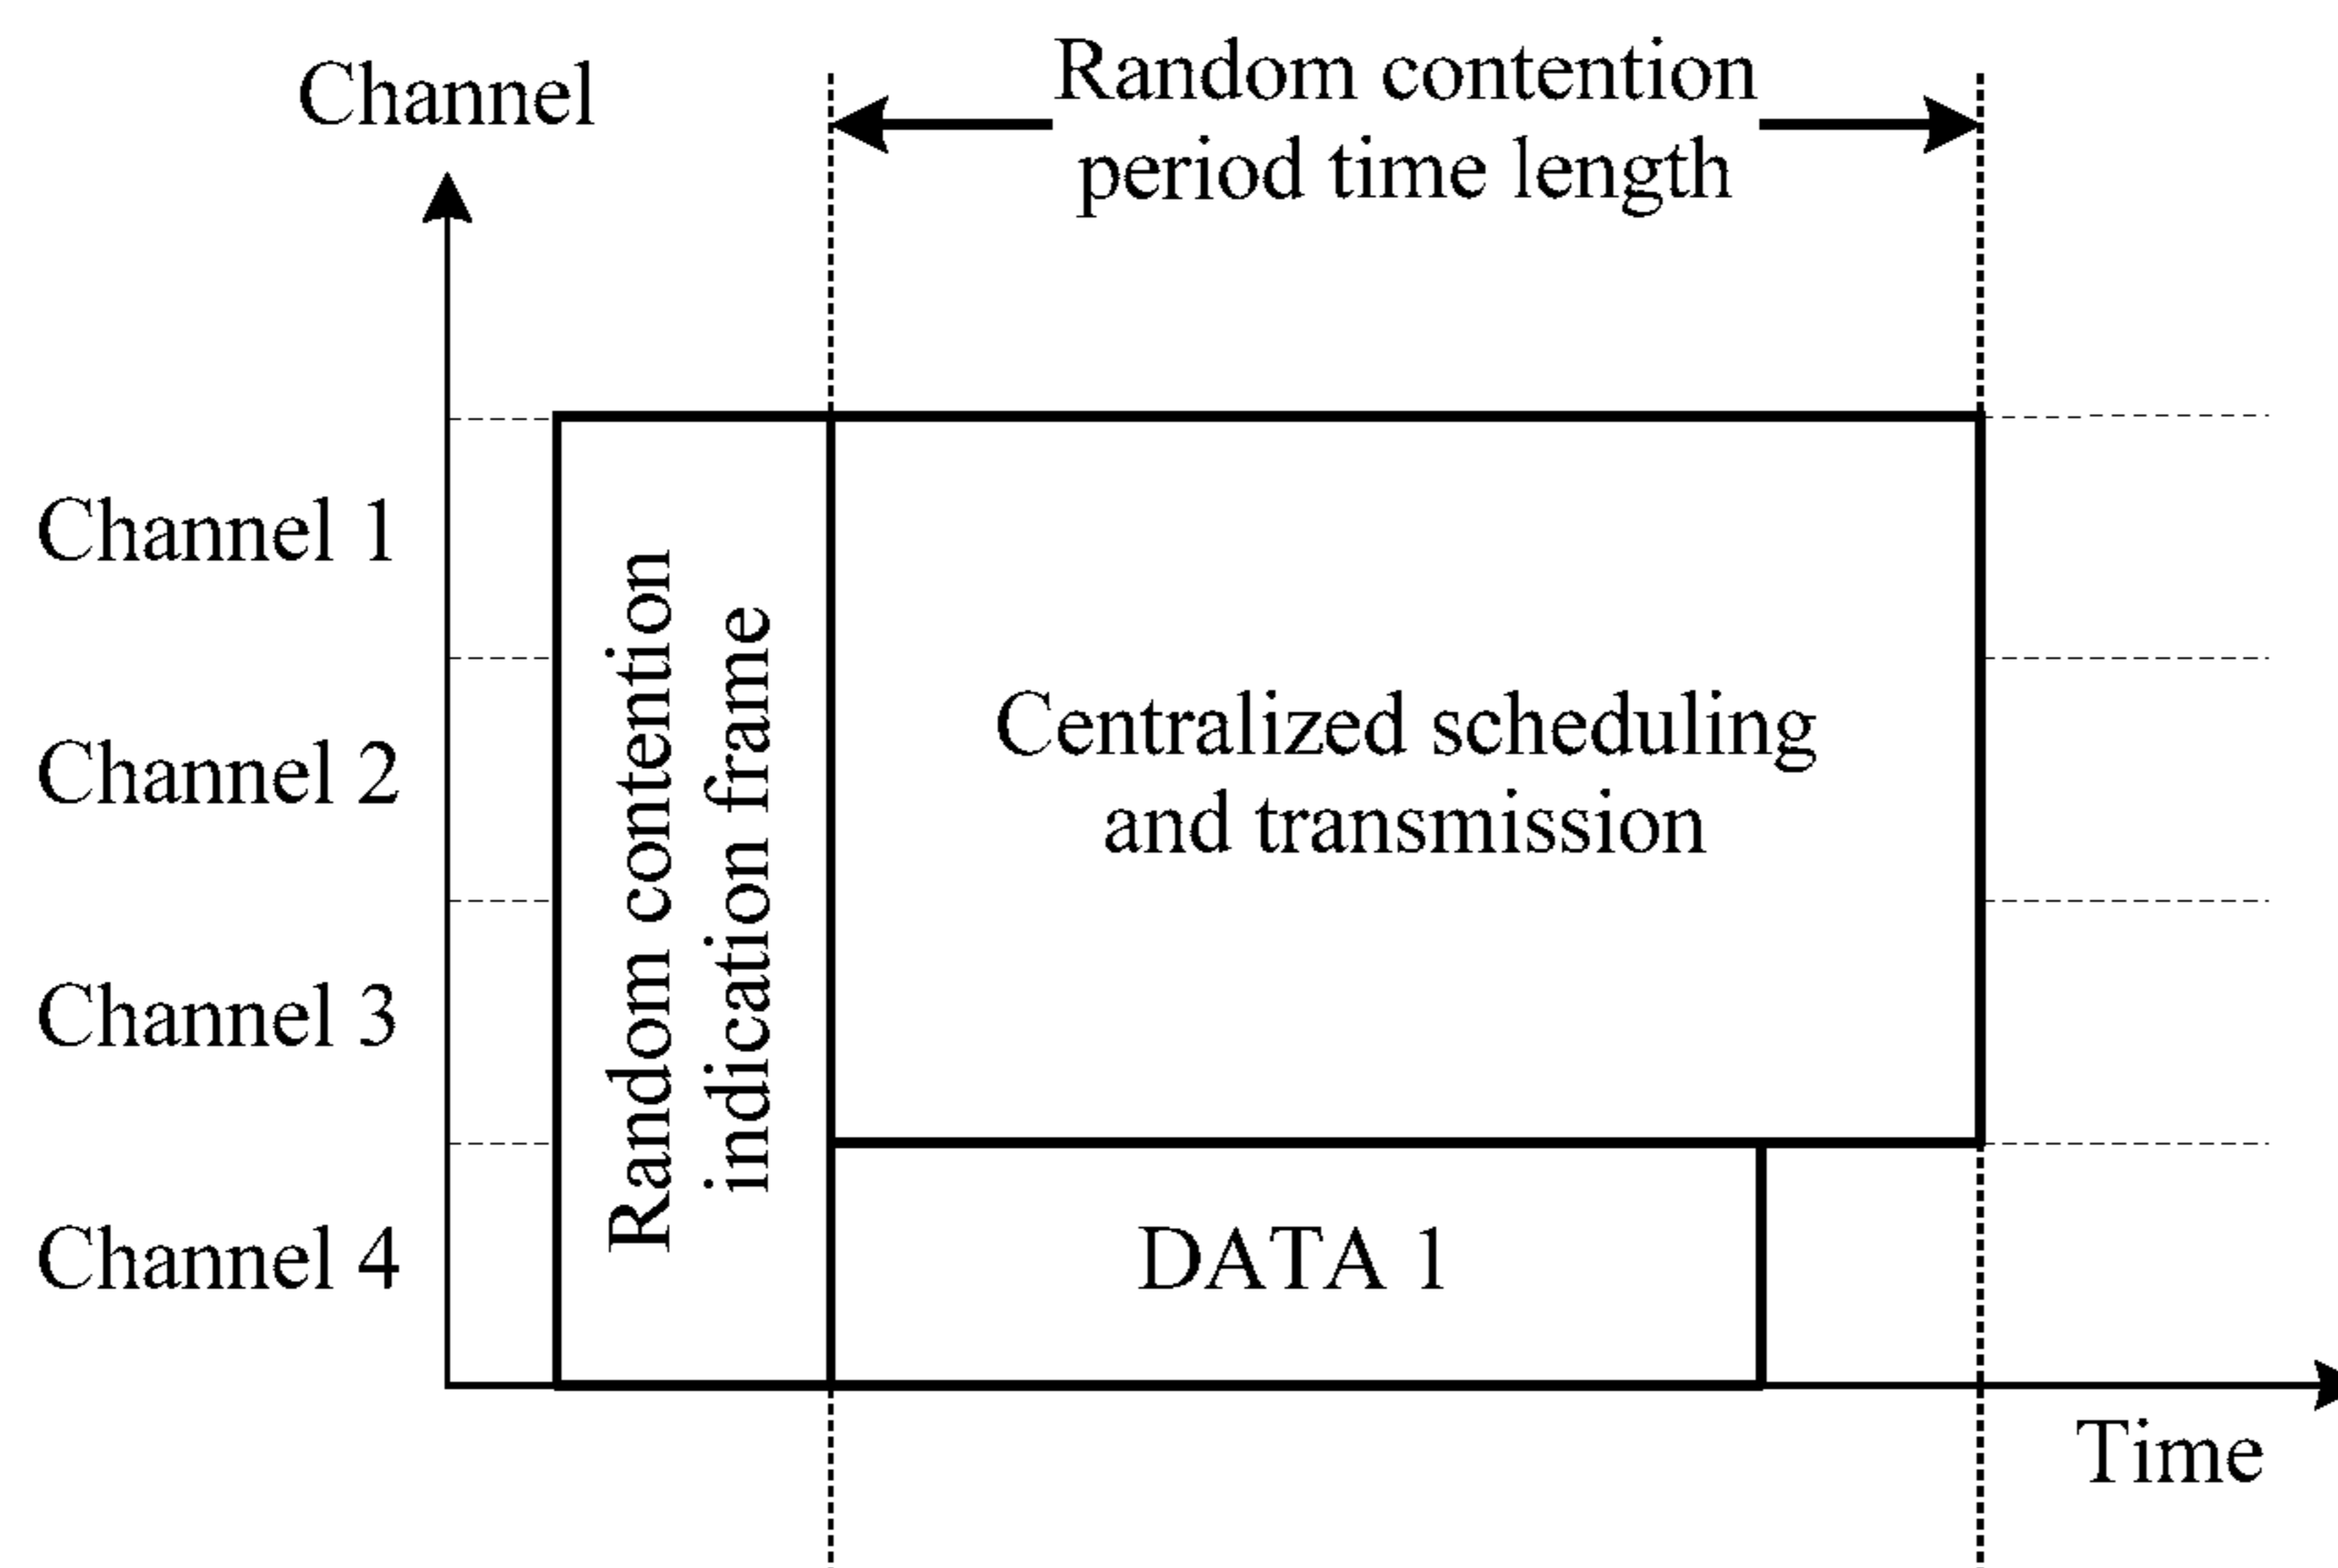 Channel
Random contention
period time length
Channel 1
Channel 2
Channel 3
Channel 4
Random contention
indication frame
Centralized scheduling
and transmission
DATA 1
Time